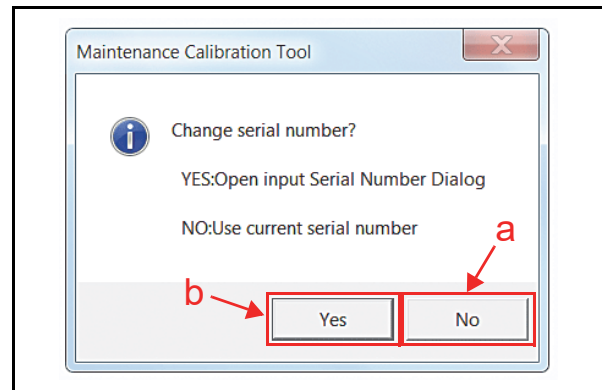 Maintenance Calibration Tool
Change serial number?
YES:Open input Serial Number Dialog
NO:Use current serial number
a
b
Yes
No